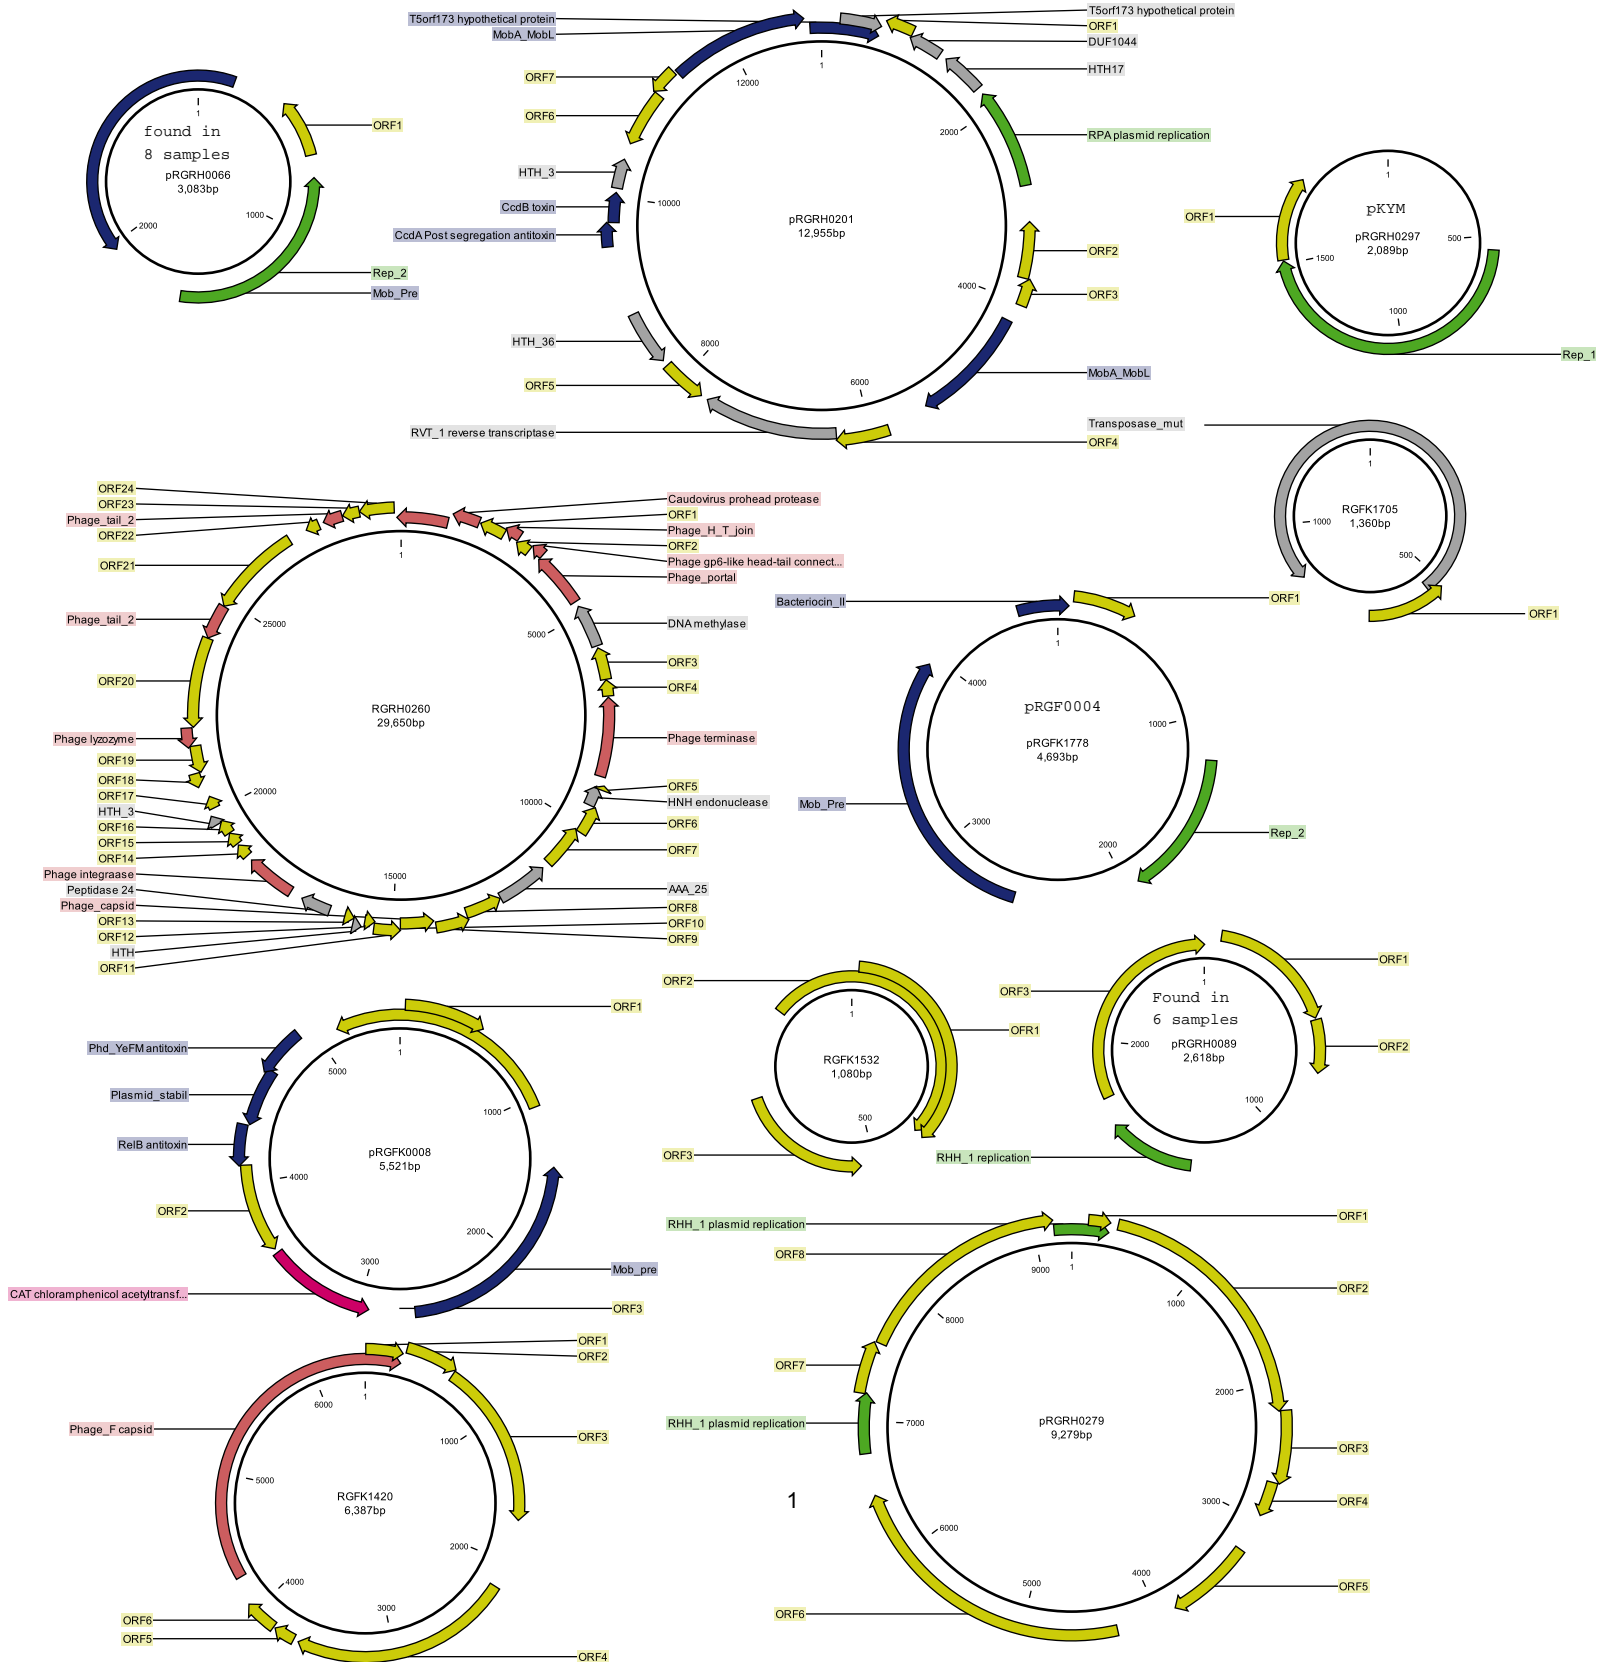 found in
8 samples
pRGRH0066
3,083bp
1
1000
2000
ORF1
Rep_2
Mob_Pre
T5orf173 hypothetical protein
MobA_MobL
ORF7
ORF6
HTH_3
CcdB toxin
CcdA Post segregation antitoxin
HTH_36
ORF5
RVT_1 reverse transcriptase
T5orf173 hypothetical protein
ORF1
DUF1044
HTH17
RPA plasmid replication
ORF2
ORF3
MobA_MobL
ORF4
pRGRH0201
12,955bp
1
2000
4000
6000
8000
10000
12000
pKYM
pRGRH0297
2,089bp
1
500
1000
1500
ORF1
Rep_1
Transposase_mut
RGFK1705
1,360bp
1
500
1000
ORF1
ORF24
ORF23
Phage_tail_2
ORF22
ORF21
Phage_tail_2
ORF20
Phage lyzozyme
ORF19
ORF18
ORF17
HTH_3
ORF16
ORF15
ORF14
Phage integraase
Peptidase 24
Phage_capsid
ORF13
ORF12
HTH
ORF11
Caudovirus prohead protease
ORF1
Phage_H_T_join
ORF2
Phage gp6-like head-tail connect...
Phage_portal
DNA methylase
ORF3
ORF4
Phage terminase
ORF5
HNH endonuclease
ORF6
ORF7
AAA_25
ORF8
ORF10
ORF9
RGRH0260
29,650bp
1
5000
10000
15000
20000
25000
Bacteriocin_II
ORF1
Mob_Pre
Rep_2
pRGF0004
pRGFK1778
4,693bp
1
1000
2000
3000
4000
ORF1
Phd_YeFM antitoxin
Plasmid_stabil
RelB antitoxin
ORF2
CAT chloramphenicol acetyltransf...
Mob_pre
ORF3
pRGFK0008
5,521bp
1
1000
2000
3000
4000
5000
ORF2
OFR1
ORF3
RGFK1532
1,080bp
1
500
ORF3
ORF1
ORF2
RHH_1 replication
Found in
6 samples
pRGRH0089
2,618bp
1
1000
2000
ORF1
ORF2
ORF3
Phage_F capsid
ORF6
ORF5
ORF4
RGFK1420
6,387bp
1
1000
2000
3000
4000
5000
6000
RHH_1 plasmid replication
ORF8
ORF7
RHH_1 plasmid replication
ORF6
ORF1
ORF2
ORF3
ORF4
ORF5
pRGRH0279
9,279bp
1
1000
2000
3000
4000
5000
6000
7000
8000
9000
1